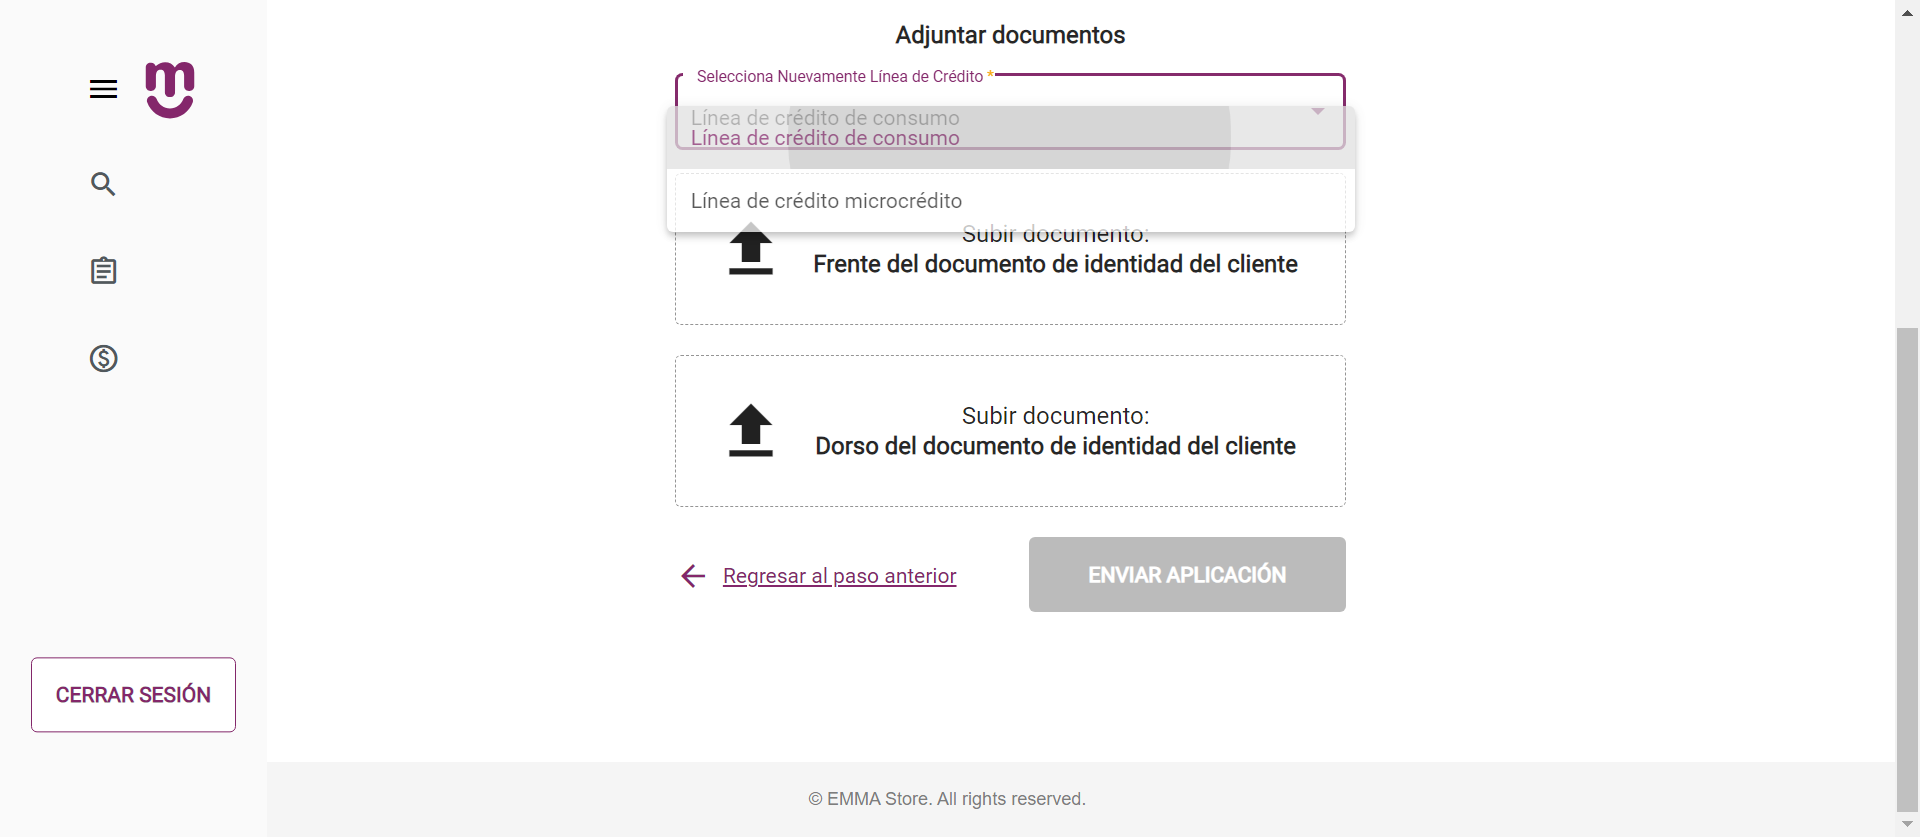 Adjuntar documentos
Selecciona Nuevamente Línea de Crédito *
Línea de crédito de consumo
Línea de crédito de consumo
Línea de crédito microcrédito
Subir documento:
Frente del documento de identidad del cliente
Subir documento:
Dorso del documento de identidad del cliente
Regresar al paso anterior
ENVIAR APLICACIÓN
CERRAR SESIÓN
© EMMA Store. All rights reserved.